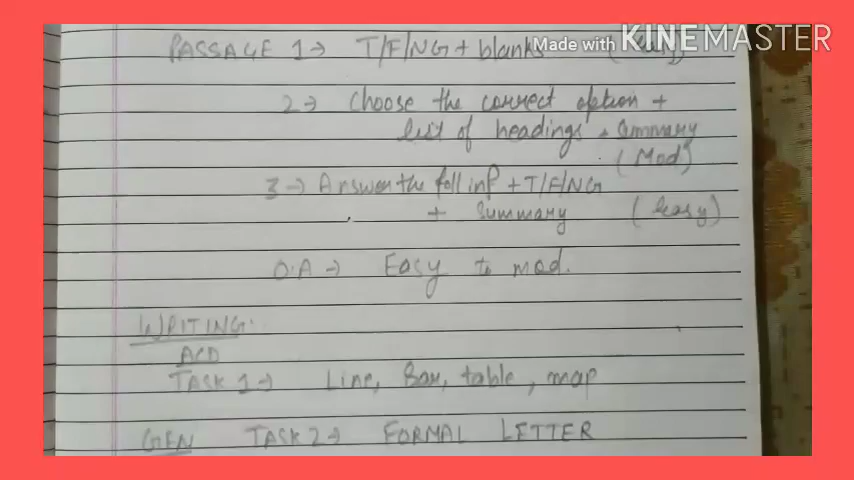 Made with KINEMASTER
PASSAGE 1 → T/F/NG + blanks (
2 → Choose the correct option +
list of headings + Summary
(Mod)
3 → Answer the foll inf + T/F/NG
+ Summary (easy)
O.A → Easy to mod.
WRITING:
ACD
TASK 1 → Line, Bar, table, map
GEN TASK 2 → FORMAL LETTER